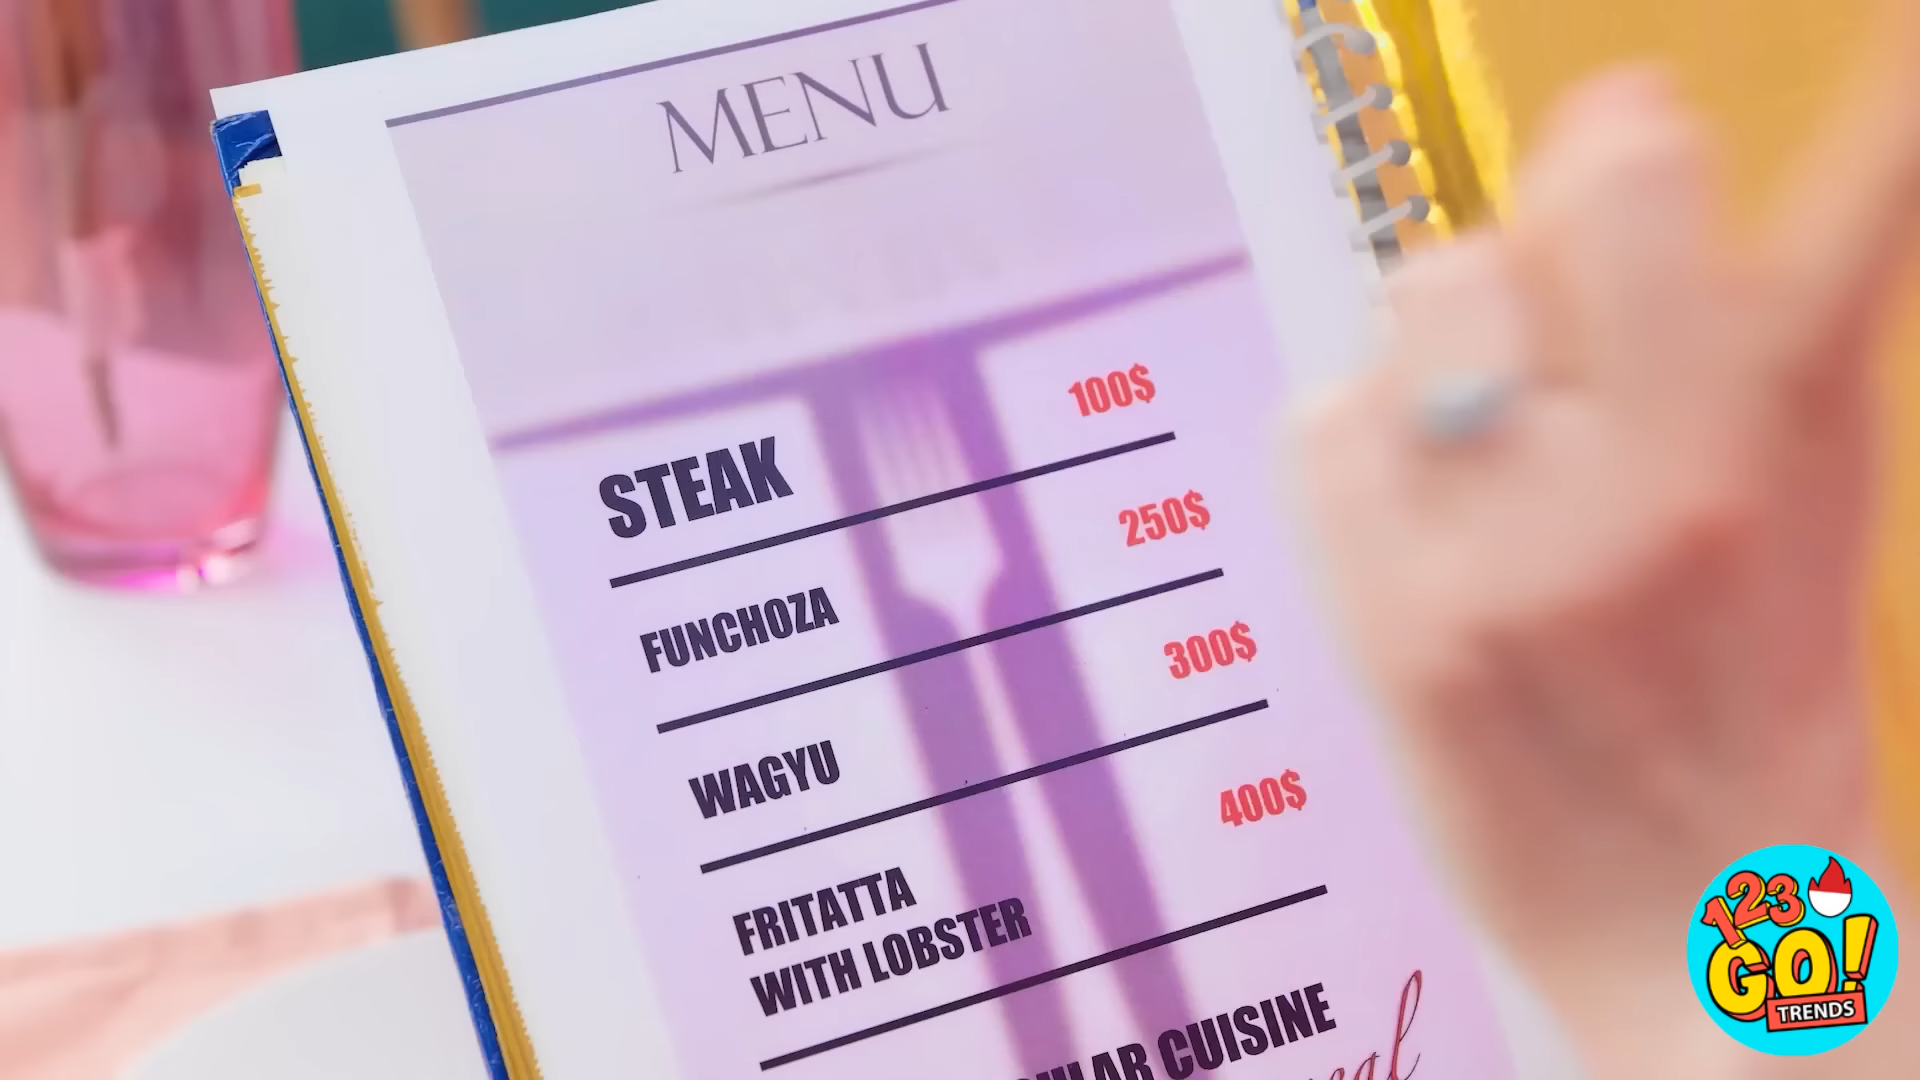 MENU
STEAK 100$
FUNCHOZA 250$
WAGYU 300$
FRITATTA 400$
WITH LOBSTER
CUISINE
123
GO!
TRENDS